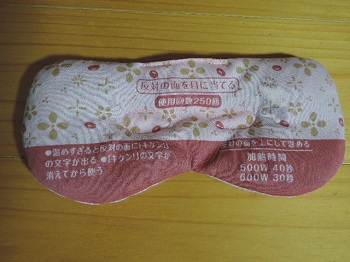 反対の面を目に当てる
使用回数250回
●温めすぎると反対の面に「キケン!」
の文字が出る ●「キケン!」の文字が
消えてから使う
反対の面を上にして温める
加熱時間
500W 40秒
600W 30秒